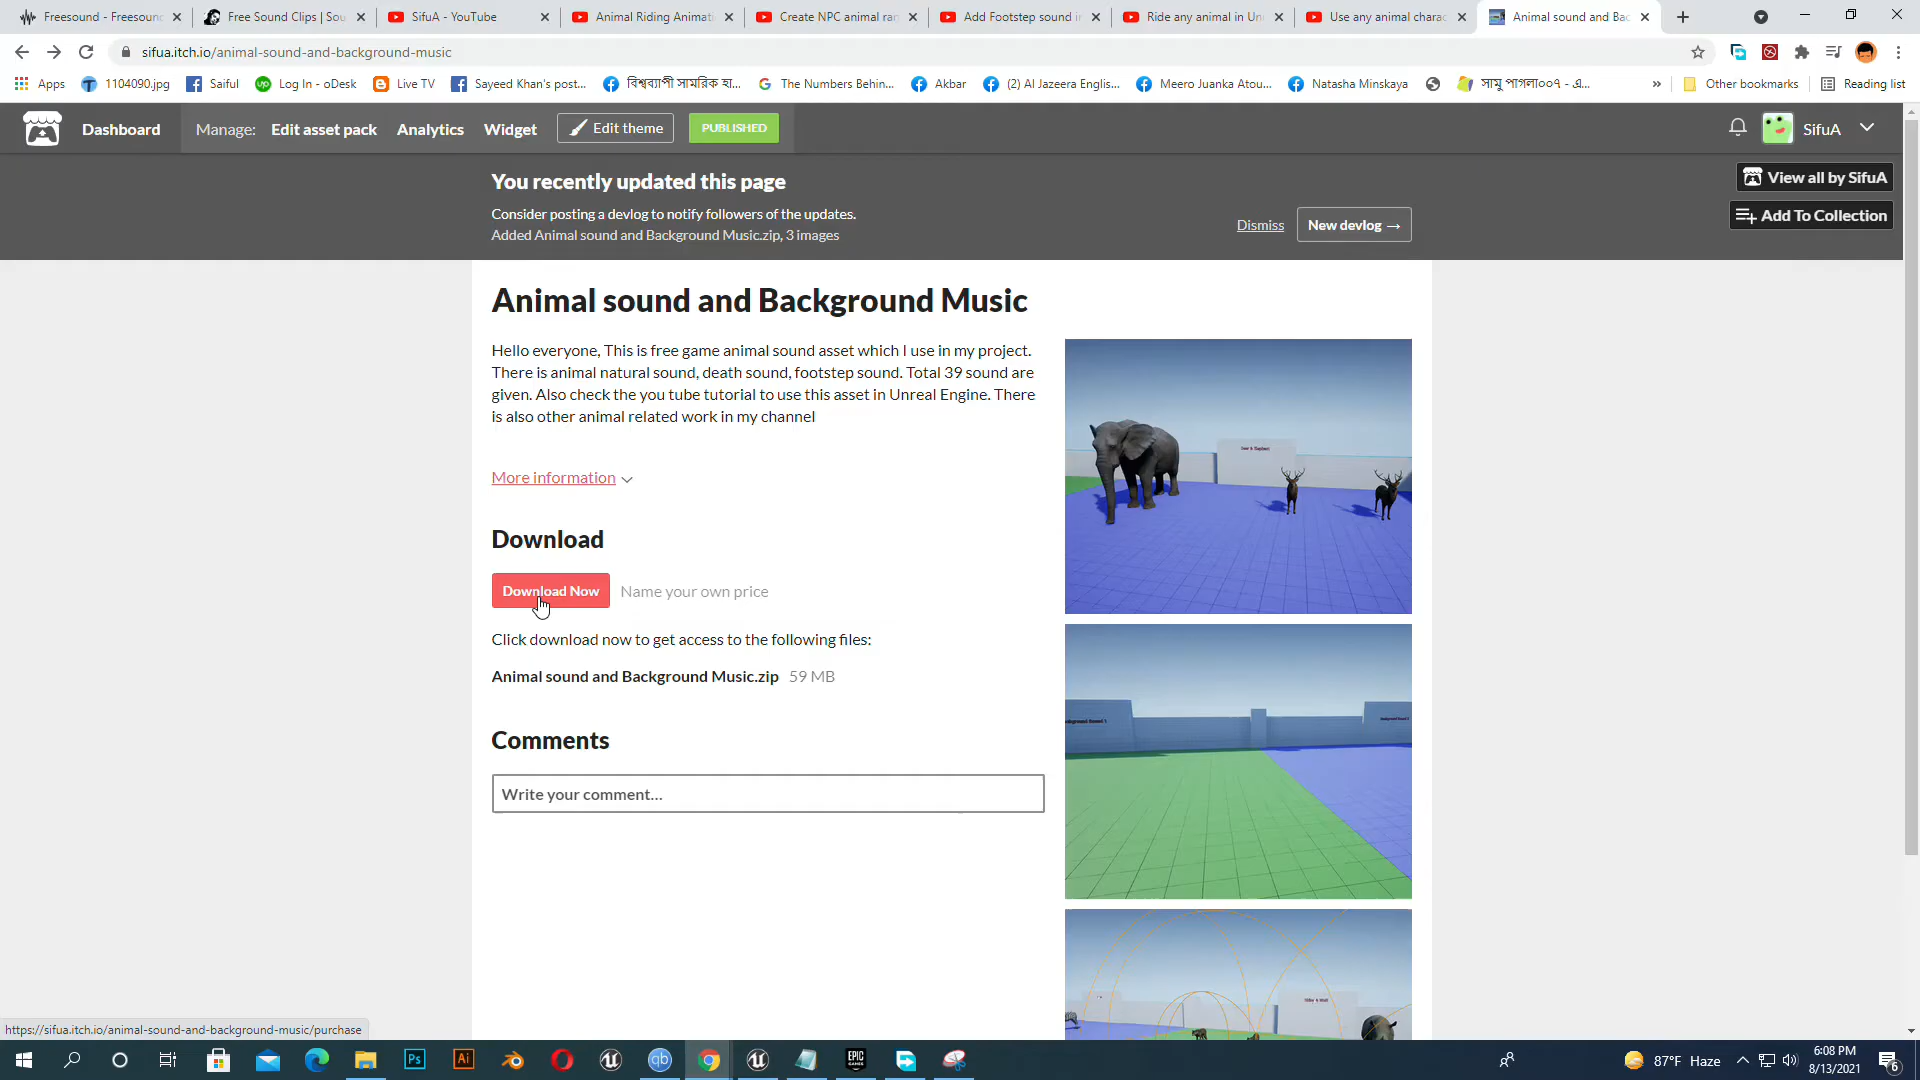 Freesound - Freesoun
Free Sound Clips | Sou
SifuA - YouTube
Animal Riding Animati
Create NPC animal ran
Add Footstep sound in
Ride any animal in Un
Use any animal charac
Animal sound and Bac
sifua.itch.io/animal-sound-and-background-music
Apps
1104090.jpg
Saiful
Log In - oDesk
Live TV
Sayeed Khan's post...
বিশ্বব্যাপী সামরিক হা...
The Numbers Behin...
Akbar
(2) Al Jazeera Englis...
Meero Juanka Atou...
Natasha Minskaya
সামু পাগলা০০৭ - এ...
»
Other bookmarks
Reading list
Dashboard
Manage:
Edit asset pack
Analytics
Widget
Edit theme
PUBLISHED
SifuA
You recently updated this page
View all by SifuA
Consider posting a devlog to notify followers of the updates.
Added Animal sound and Background Music.zip, 3 images
Dismiss
New devlog →
Add To Collection
Animal sound and Background Music
Hello everyone, This is free game animal sound asset which I use in my project.
There is animal natural sound, death sound, footstep sound. Total 39 sound are
given. Also check the you tube tutorial to use this asset in Unreal Engine. There
is also other animal related work in my channel
More information
Download
Download Now
Name your own price
Click download now to get access to the following files:
Animal sound and Background Music.zip 59 MB
Comments
Write your comment...
https://sifua.itch.io/animal-sound-and-background-music/purchase
Ps
Ai
qb
EPIC
GAMES
87°F Haze
6:08 PM
8/13/2021
6